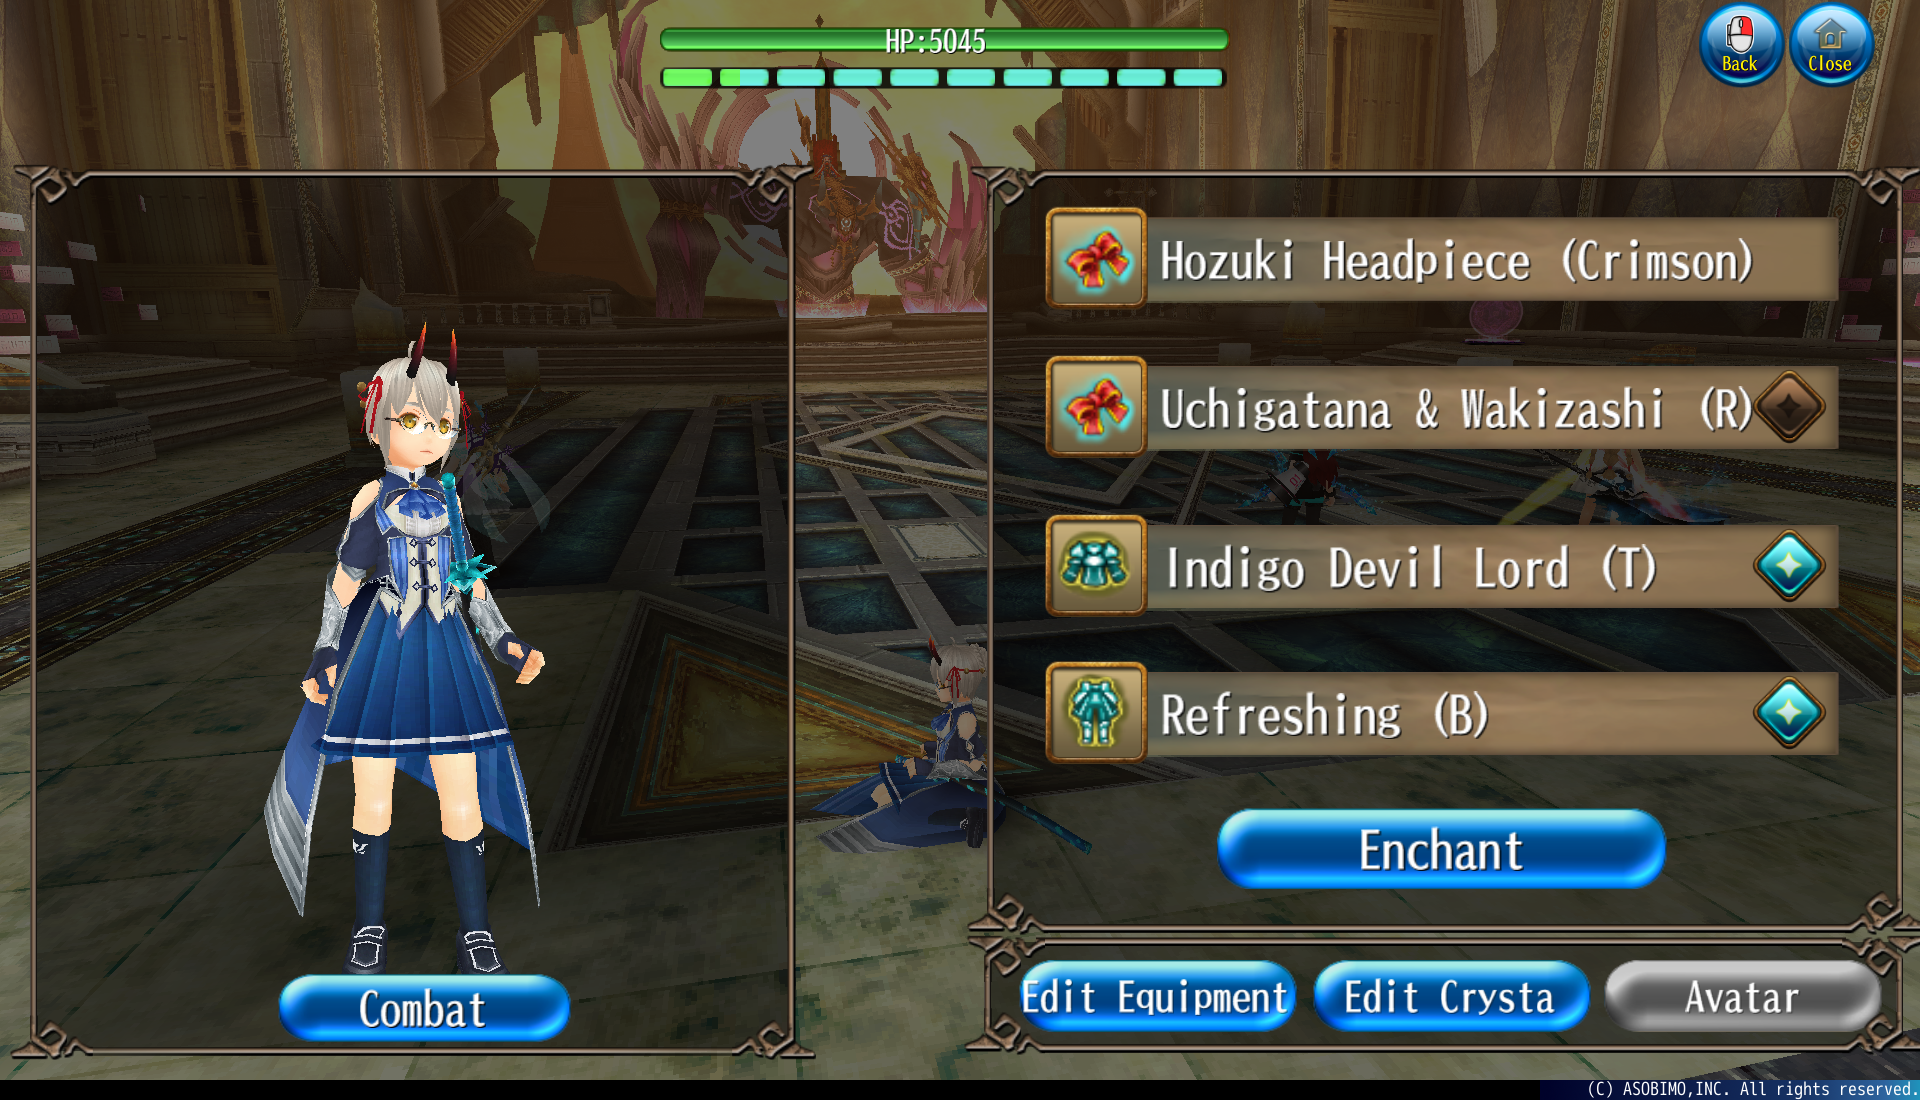 HP:5045
Back
Close
Hozuki Headpiece (Crimson)
Uchigatana & Wakizashi (R)
Indigo Devil Lord (T)
Refreshing (B)
Enchant
Combat
Edit Equipment
Edit Crysta
Avatar
(C) ASOBIMO,INC. All rights reserved.